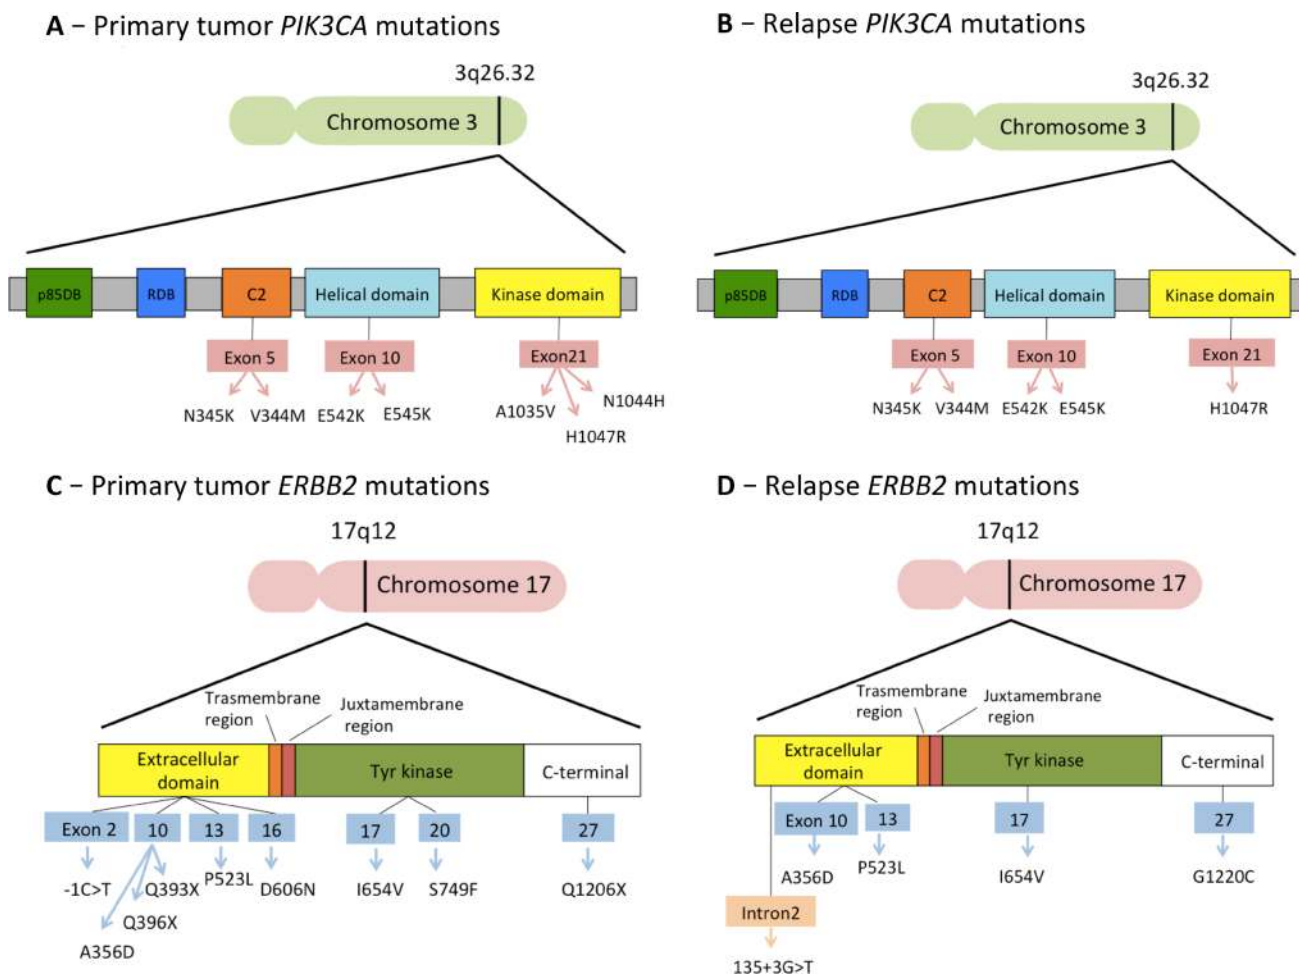 A – Primary tumor PIK3CA mutations
3q26.32
Chromosome 3
p85DB RDB C2 Helical domain Kinase domain
Exon 5 Exon 10 Exon21
N345K V344M E542K E545K A1035V N1044H
H1047R
B – Relapse PIK3CA mutations
3q26.32
Chromosome 3
p85DB RDB C2 Helical domain Kinase domain
Exon 5 Exon 10 Exon 21
N345K V344M E542K E545K H1047R
C – Primary tumor ERBB2 mutations
17q12
Chromosome 17
Trasmembrane
region
Juxtamembrane
region
Extracellular
domain
Tyr kinase
C-terminal
Exon 2 10 13 16 17 20 27
-1C>T Q393X P523L D606N I654V S749F Q1206X
Q396X
A356D
D – Relapse ERBB2 mutations
17q12
Chromosome 17
Trasmembrane
region
Juxtamembrane
region
Extracellular
domain
Tyr kinase
C-terminal
Exon 10 13 17 27
A356D P523L I654V G1220C
Intron2
135+3G>T